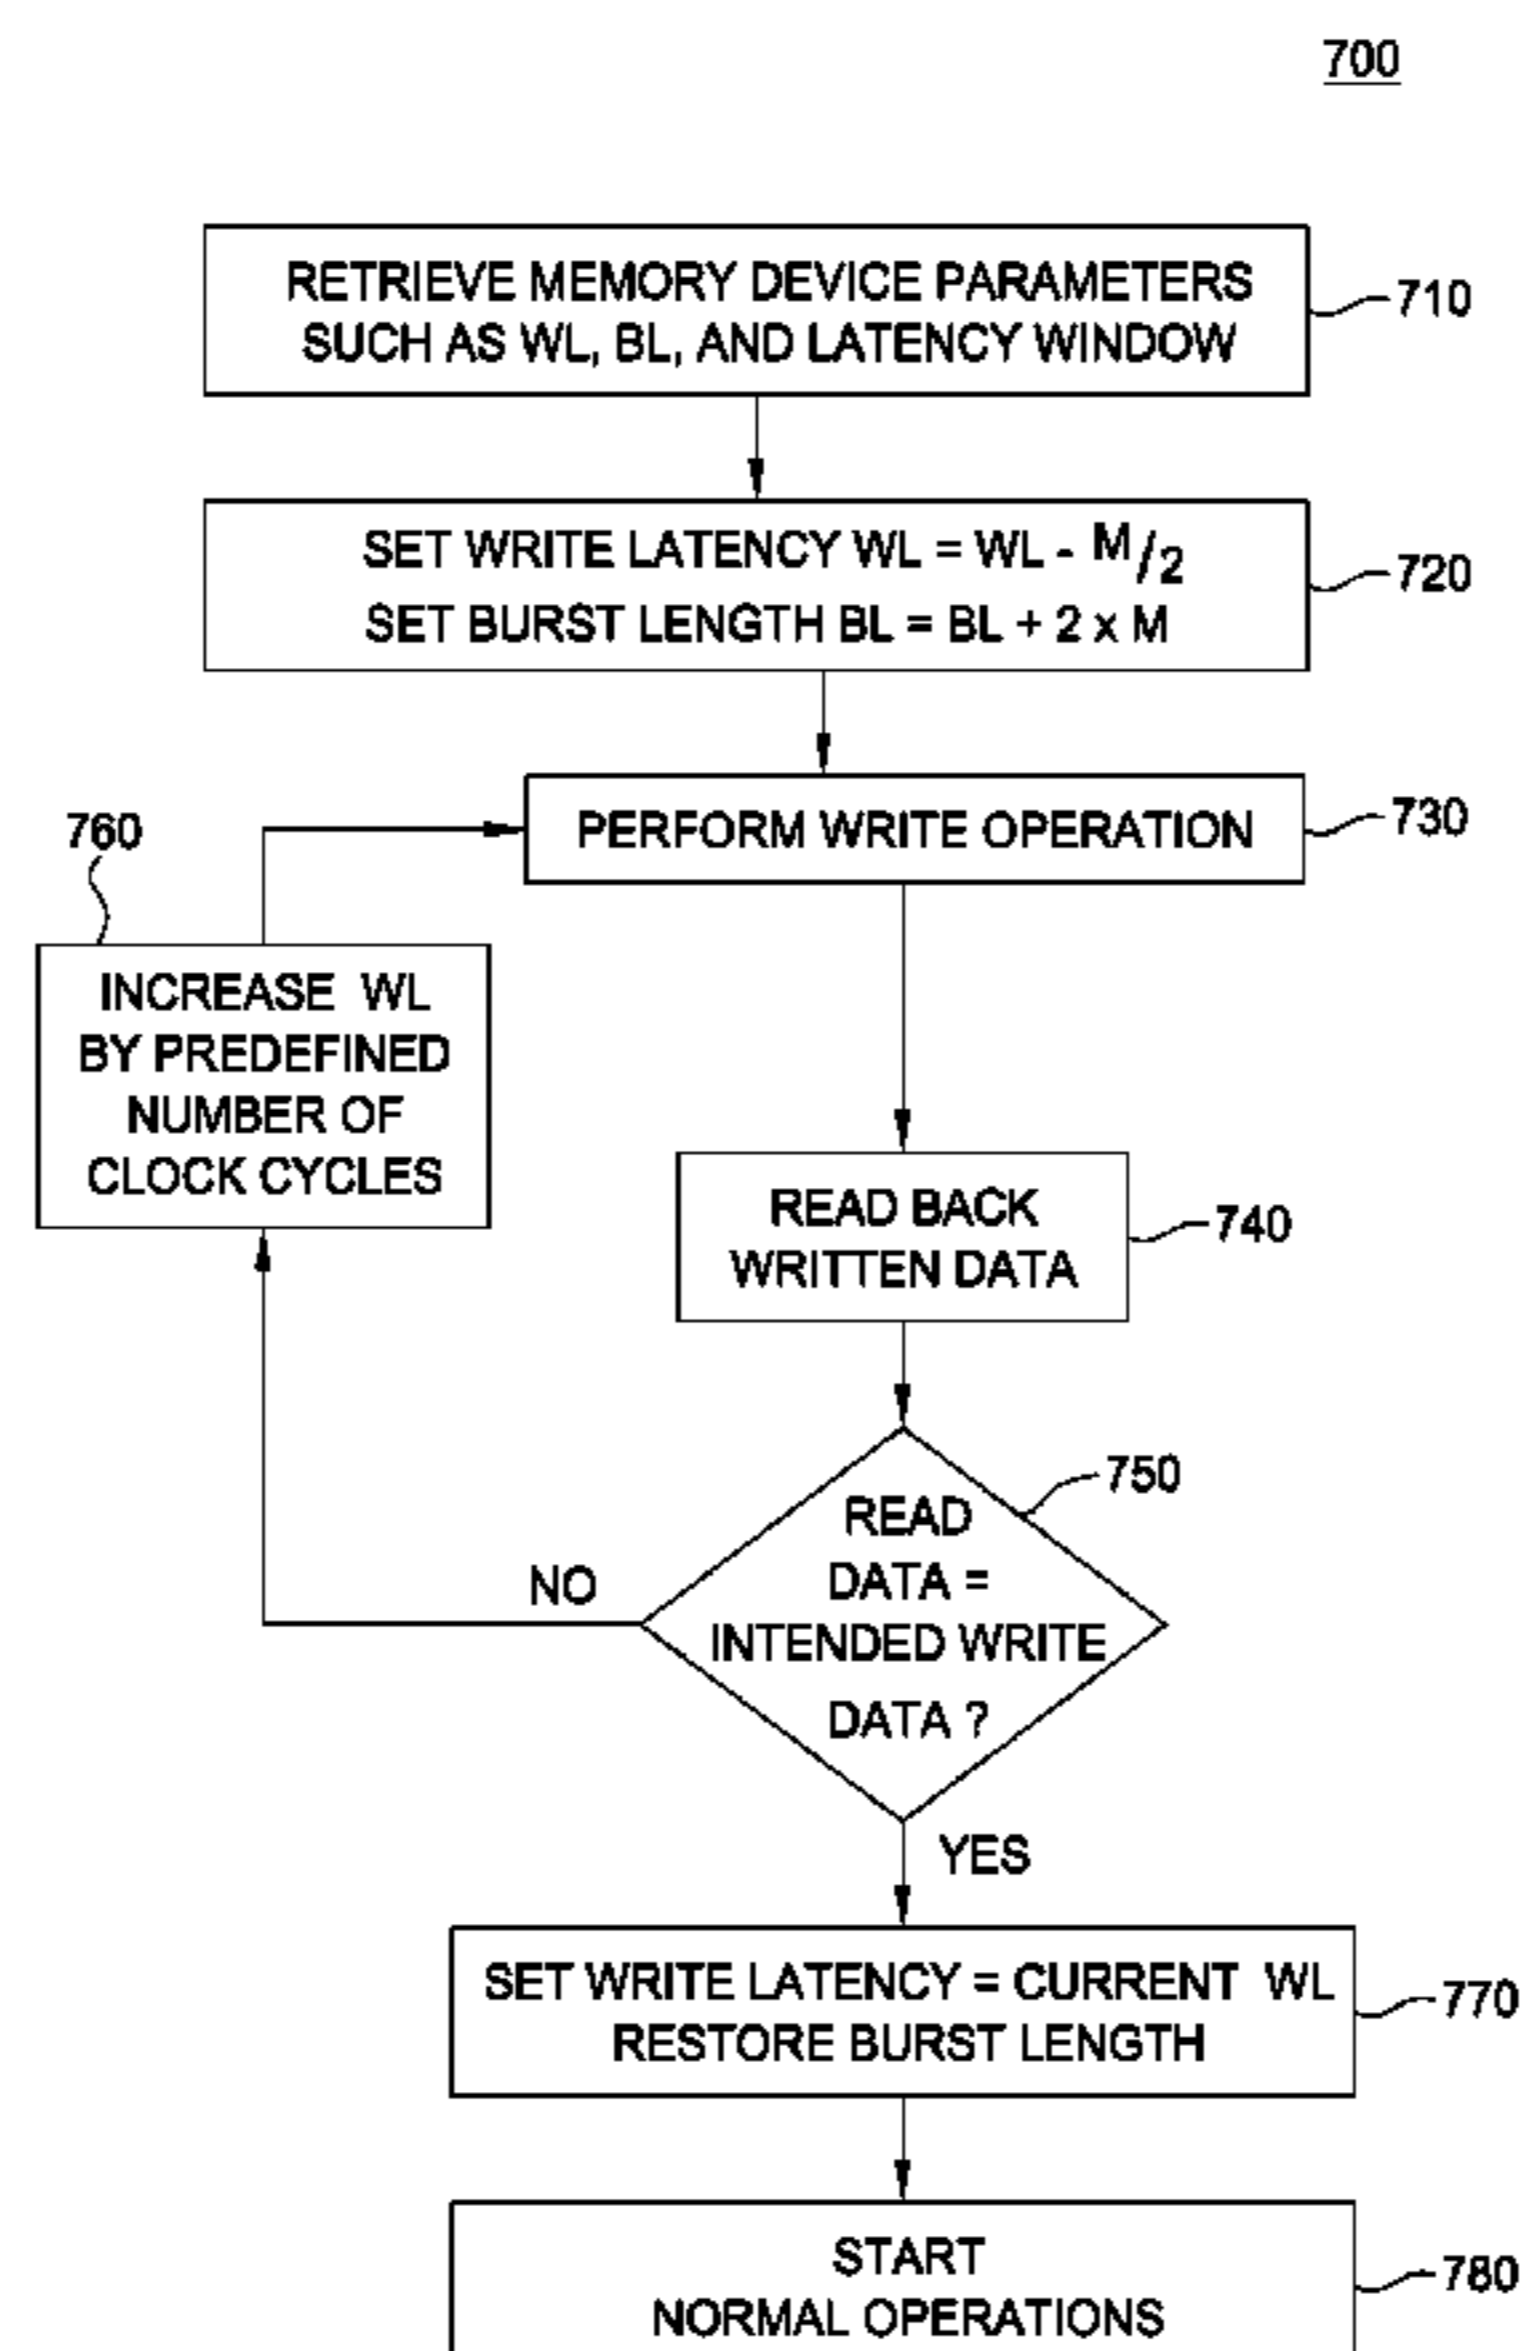 700
RETRIEVE MEMORY DEVICE PARAMETERS
SUCH AS WL, BL, AND LATENCY WINDOW
710
SET WRITE LATENCY WL = WL - M/2
SET BURST LENGTH BL = BL + 2 x M
720
PERFORM WRITE OPERATION
730
760
INCREASE WL
BY PREDEFINED
NUMBER OF
CLOCK CYCLES
READ BACK
WRITTEN DATA
740
750
READ
DATA =
INTENDED WRITE
DATA ?
NO
YES
SET WRITE LATENCY = CURRENT WL
RESTORE BURST LENGTH
770
START
NORMAL OPERATIONS
780